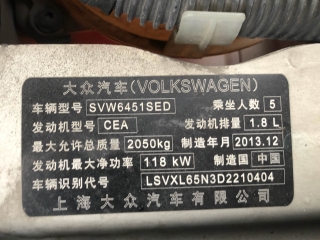 大众汽车(VOLKSWAGEN)
车辆型号 SVW6451SED 乘坐人数 5
发动机型号 CEA 发动机排量 1.8 L
最大允许总质量 2050kg 制造年月 2013.12
发动机最大净功率 118 kW 制造国 中国
车辆识别代号 LSVXL65N3D2210404
上海大众汽车有限公司